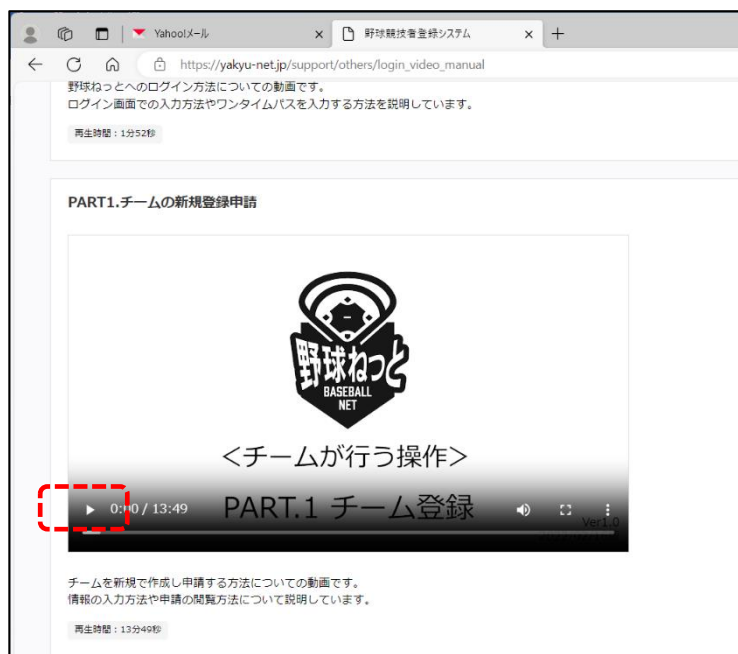 Yahoo!メール
野球競技者登録システム
https://yakyu-net.jp/support/others/login_video_manual
野球ねっとへのログイン方法についての動画です。
ログイン画面での入力方法やワンタイムパスを入力する方法を説明しています。
再生時間：1分52秒
PART1.チームの新規登録申請
野球ねっと
BASEBALL
NET
＜チームが行う操作＞
PART.1 チーム登録
0:00 / 13:49
Ver1.0
チームを新規で作成し申請する方法についての動画です。
情報の入力方法や申請の閲覧方法について説明しています。
再生時間：13分49秒